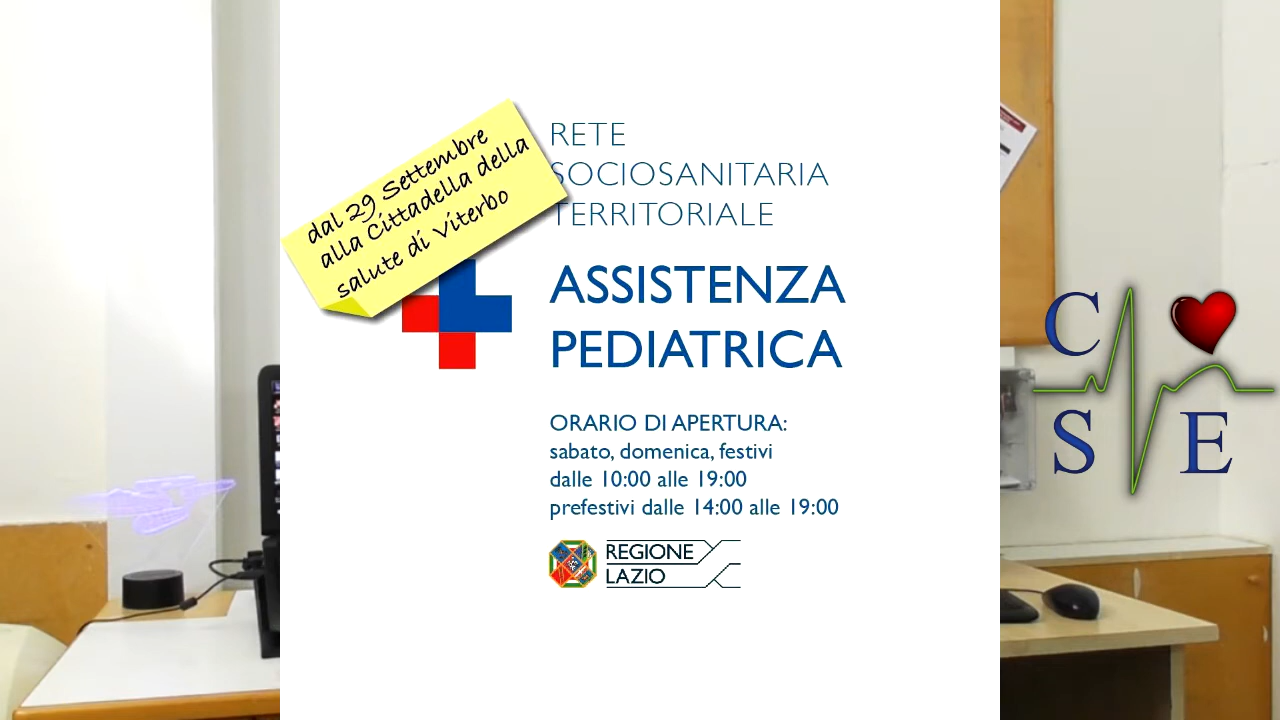 dal 29 Settembre
alla Cittadella della
salute di Viterbo
RETE
SOCIOSANITARIA
TERRITORIALE
ASSISTENZA
PEDIATRICA
ORARIO DI APERTURA:
sabato, domenica, festivi
dalle 10:00 alle 19:00
prefestivi dalle 14:00 alle 19:00
REGIONE
LAZIO
C
S E